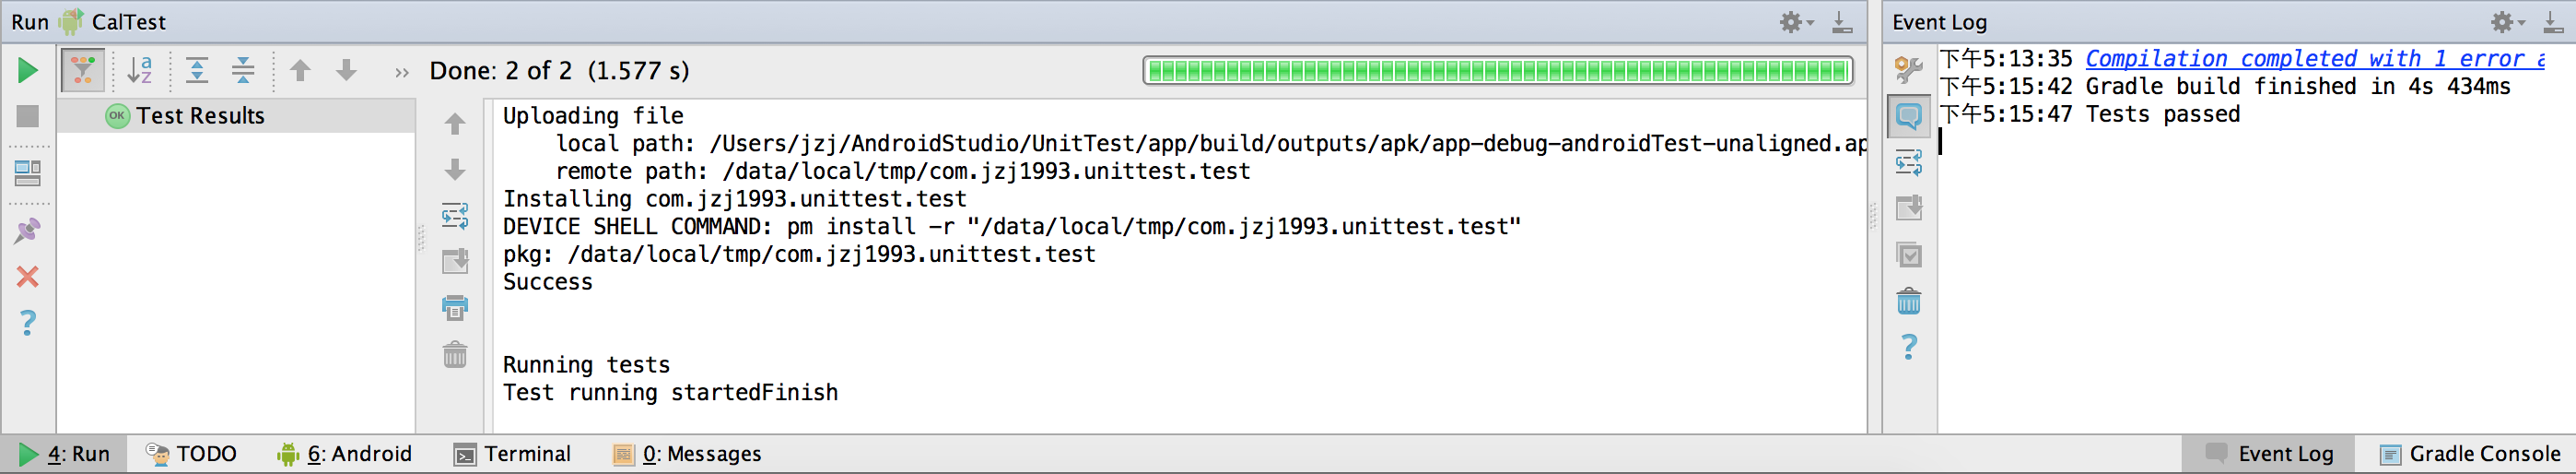 Run CalTest
Done: 2 of 2 (1.577 s)
OK Test Results
Uploading file
local path: /Users/jzj/AndroidStudio/UnitTest/app/build/outputs/apk/app-debug-androidTest-unaligned.ap
remote path: /data/local/tmp/com.jzj1993.unittest.test
Installing com.jzj1993.unittest.test
DEVICE SHELL COMMAND: pm install -r "/data/local/tmp/com.jzj1993.unittest.test"
pkg: /data/local/tmp/com.jzj1993.unittest.test
Success
Running tests
Test running startedFinish
Event Log
下午5:13:35 Compilation completed with 1 error a
下午5:15:42 Gradle build finished in 4s 434ms
下午5:15:47 Tests passed
4: Run TODO 6: Android Terminal 0: Messages Event Log Gradle Console